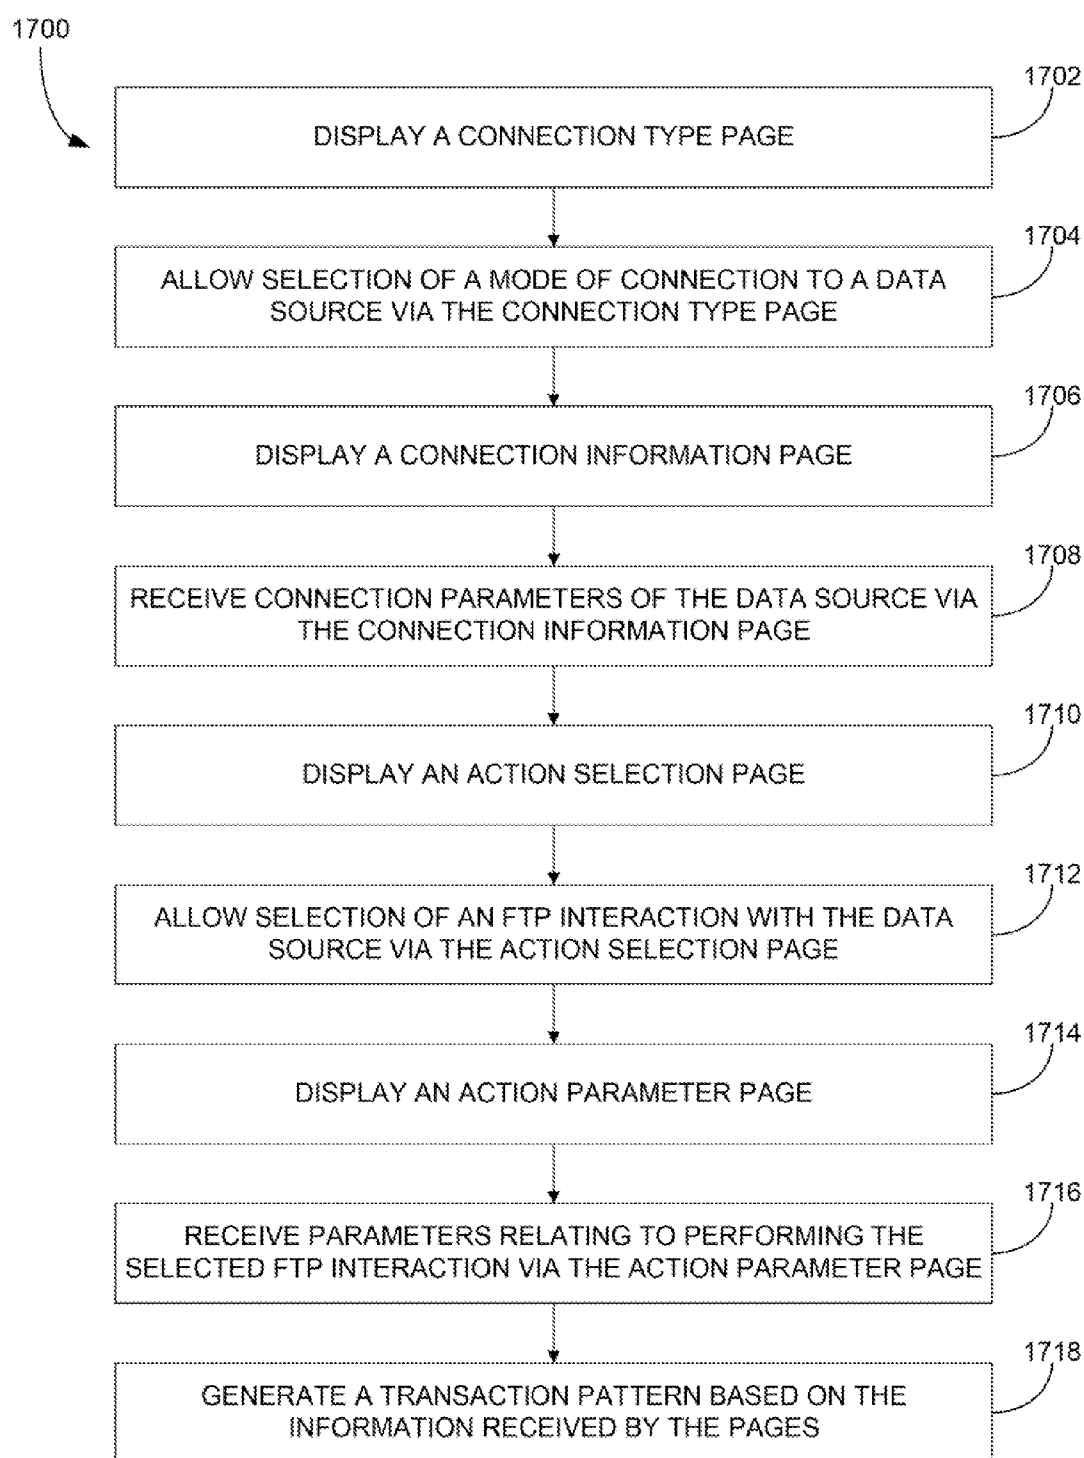 1700
1702
DISPLAY A CONNECTION TYPE PAGE
1704
ALLOW SELECTION OF A MODE OF CONNECTION TO A DATA
SOURCE VIA THE CONNECTION TYPE PAGE
1706
DISPLAY A CONNECTION INFORMATION PAGE
1708
RECEIVE CONNECTION PARAMETERS OF THE DATA SOURCE VIA
THE CONNECTION INFORMATION PAGE
1710
DISPLAY AN ACTION SELECTION PAGE
1712
ALLOW SELECTION OF AN FTP INTERACTION WITH THE DATA
SOURCE VIA THE ACTION SELECTION PAGE
1714
DISPLAY AN ACTION PARAMETER PAGE
1716
RECEIVE PARAMETERS RELATING TO PERFORMING THE
SELECTED FTP INTERACTION VIA THE ACTION PARAMETER PAGE
1718
GENERATE A TRANSACTION PATTERN BASED ON THE
INFORMATION RECEIVED BY THE PAGES